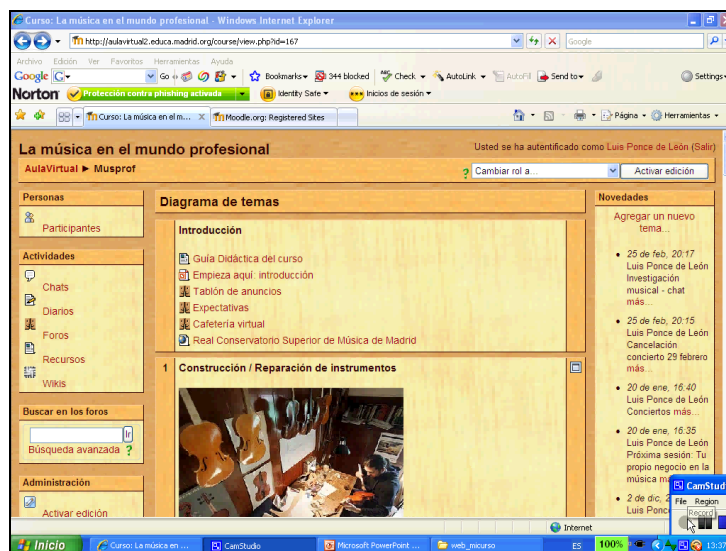 Curso: La música en el mundo profesional - Windows Internet Explorer
http://aulavirtual2.educa.madrid.org/course/view.php?id=167
Google
Archivo Edición Ver Favoritos Herramientas Ayuda
Google G Go Bookmarks 344 blocked Check AutoLink AutoFill Send to Settings
Norton Protección contra phishing activada Identity Safe Inicios de sesión
Curso: La música en el m... Moodle.org: Registered Sites Página Herramientas
La música en el mundo profesional
Usted se ha autentificado como Luis Ponce de León (Salir)
AulaVirtual ► Musprof
? Cambiar rol a... Activar edición
Personas
Participantes
Actividades
Chats
Diarios
Foros
Recursos
Wikis
Buscar en los foros
Ir
Búsqueda avanzada ?
Administración
Activar edición
Diagrama de temas
Introducción
Guía Didáctica del curso
Empieza aquí: introducción
Tablón de anuncios
Expectativas
Cafetería virtual
Real Conservatorio Superior de Música de Madrid
1 Construcción / Reparación de instrumentos
Novedades
Agregar un nuevo
tema...
25 de feb, 20:17
Luis Ponce de León
Investigación
musical - chat
más...
25 de feb, 20:15
Luis Ponce de León
Cancelación
concierto 29 febrero
más...
20 de ene, 16:40
Luis Ponce de León
Conciertos más...
20 de ene, 16:35
Luis Ponce de León
Próxima sesión: Tu
propio negocio en la
música
2 de dic,
Luis Ponce
CamStud
File Region
Record
Internet
Inicio Curso: La música en ... CamStudio Microsoft PowerPoint ... web_micurso ES 100% 13:37